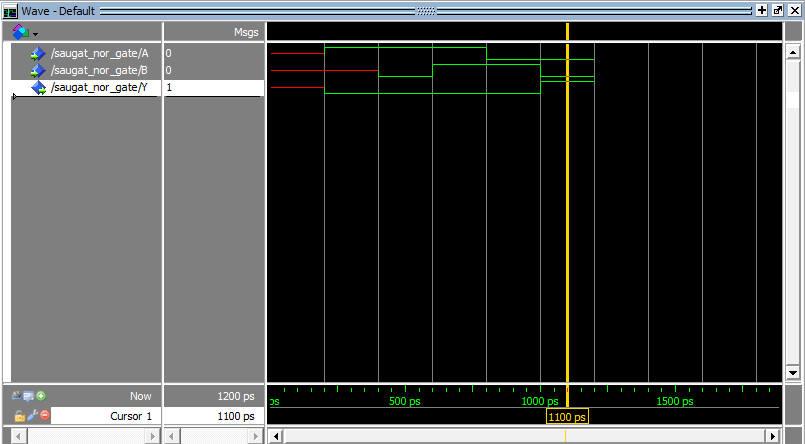 Wave - Default
Msgs
/saugat_nor_gate/A 0
/saugat_nor_gate/B 0
/saugat_nor_gate/Y 1
Now 1200 ps
ps 500 ps 1000 ps 1500 ps
Cursor 1 1100 ps
1100 ps